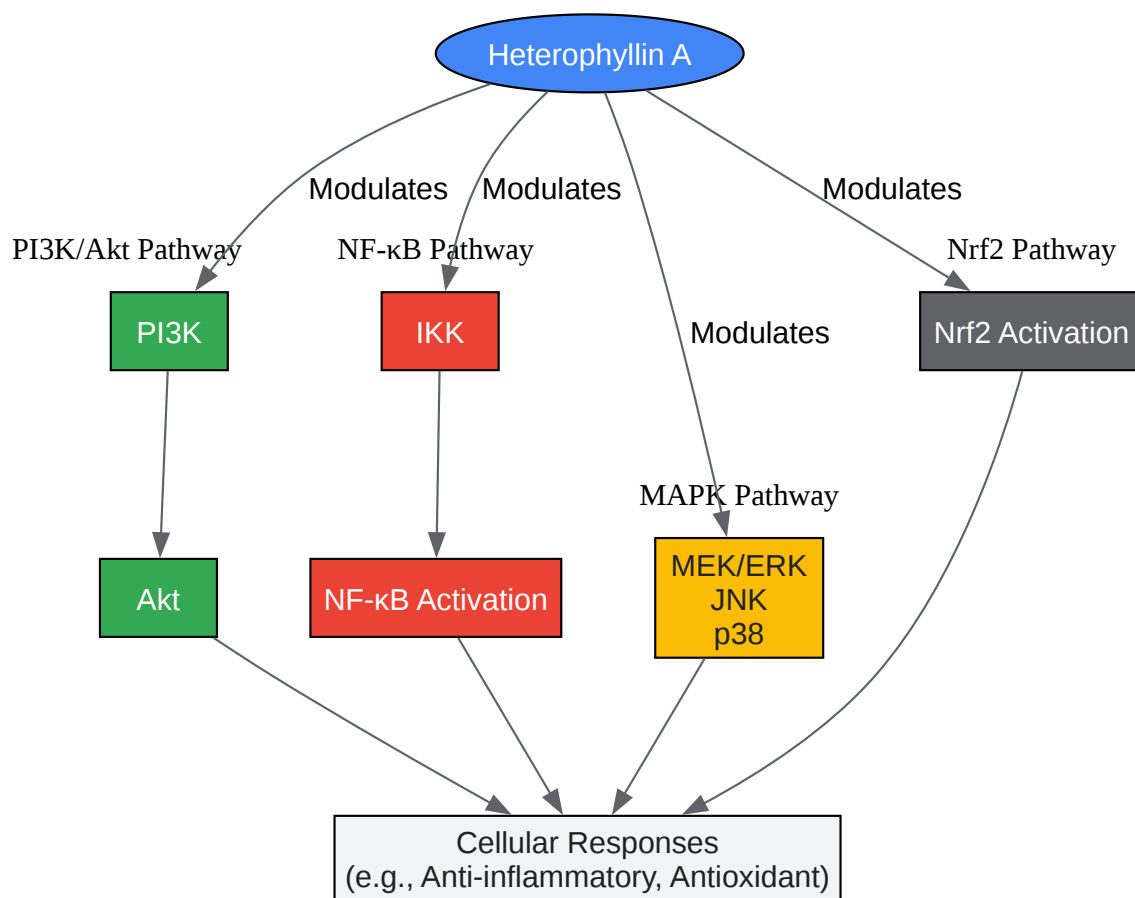 Heterophyllin A
Modulates
Modulates
Modulates
PI3K/Akt Pathway
NF-κB Pathway
Nrf2 Pathway
PI3K
IKK
Modulates
Nrf2 Activation
MAPK Pathway
Akt
NF-κB Activation
MEK/ERK
JNK
p38
Cellular Responses
(e.g., Anti-inflammatory, Antioxidant)